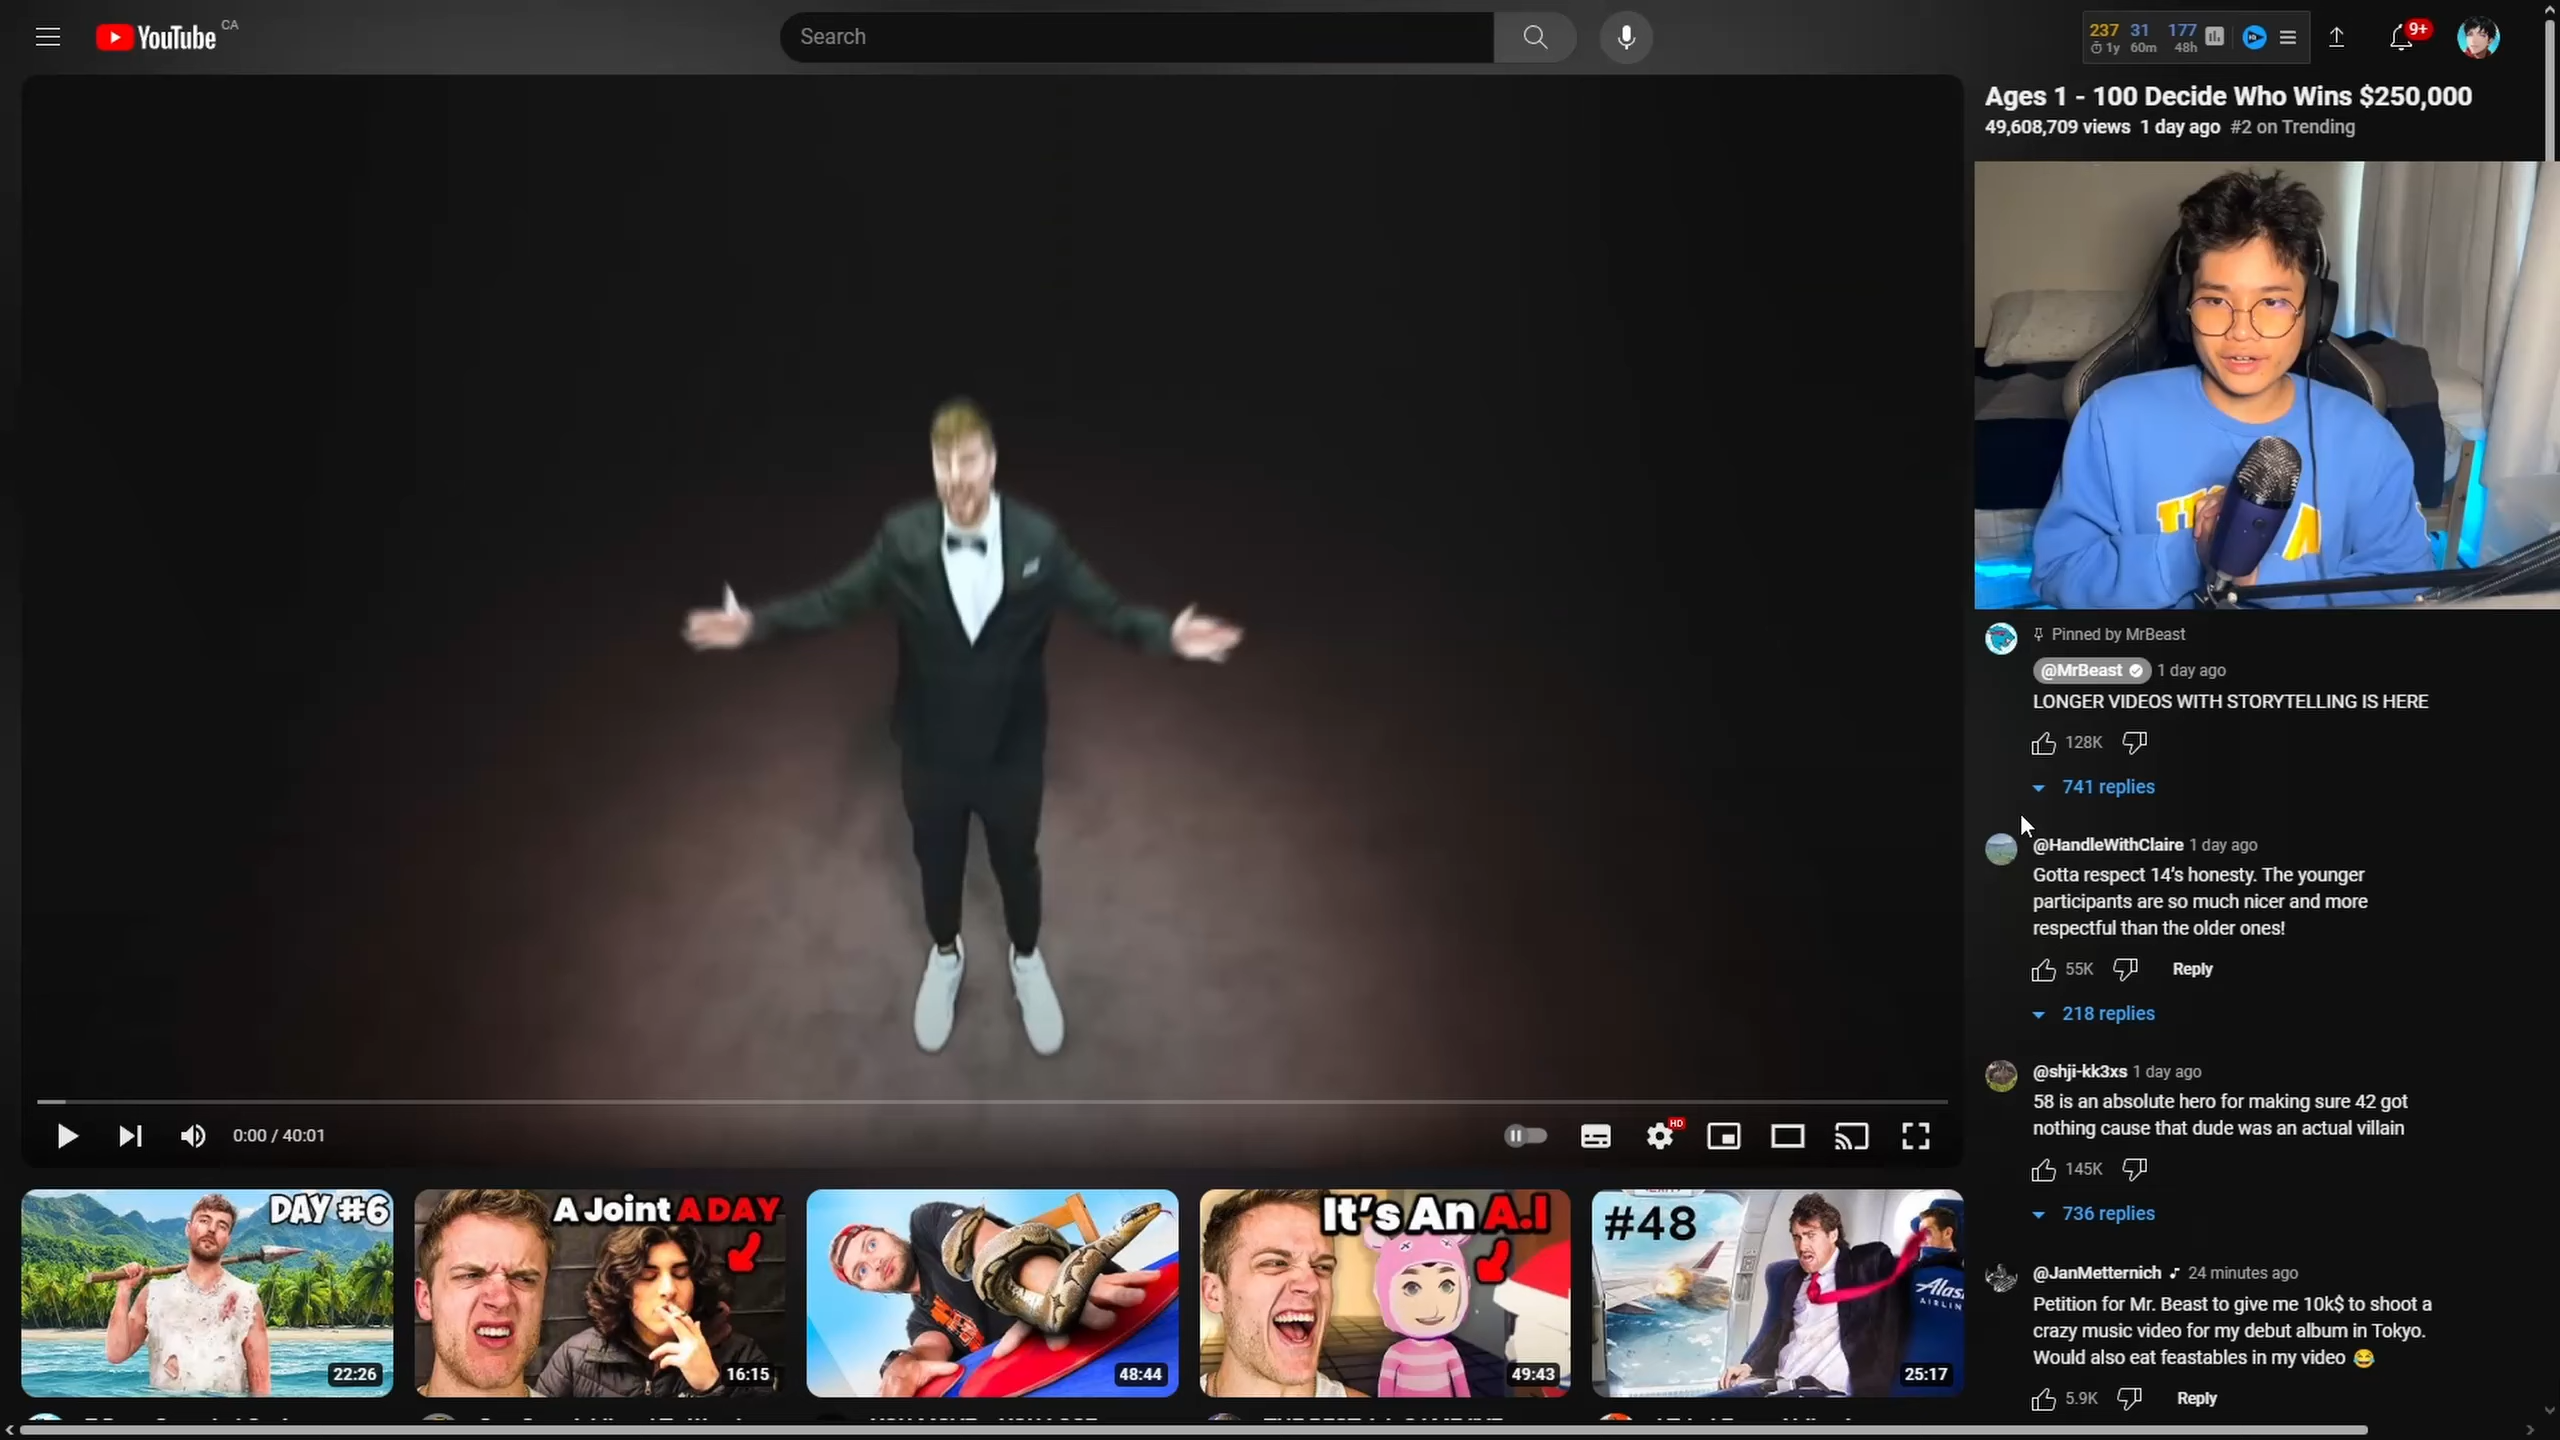 YouTube CA
Search
237 31 177
1y 60m 48h
9+
Ages 1 - 100 Decide Who Wins $250,000
49,608,709 views 1 day ago #2 on Trending
Pinned by MrBeast
@MrBeast 1 day ago
LONGER VIDEOS WITH STORYTELLING IS HERE
128K
741 replies
@HandleWithClaire 1 day ago
Gotta respect 14's honesty. The younger
participants are so much nicer and more
respectful than the older ones!
55K Reply
218 replies
@shji-kk3xs 1 day ago
58 is an absolute hero for making sure 42 got
nothing cause that dude was an actual villain
145K
736 replies
@JanMetternich 24 minutes ago
Petition for Mr. Beast to give me 10k$ to shoot a
crazy music video for my debut album in Tokyo.
Would also eat feastables in my video 😂
5.9K Reply
0:00 / 40:01
HD
DAY #6
22:26
A Joint A DAY
16:15
48:44
It's An A.I
49:43
#48
25:17